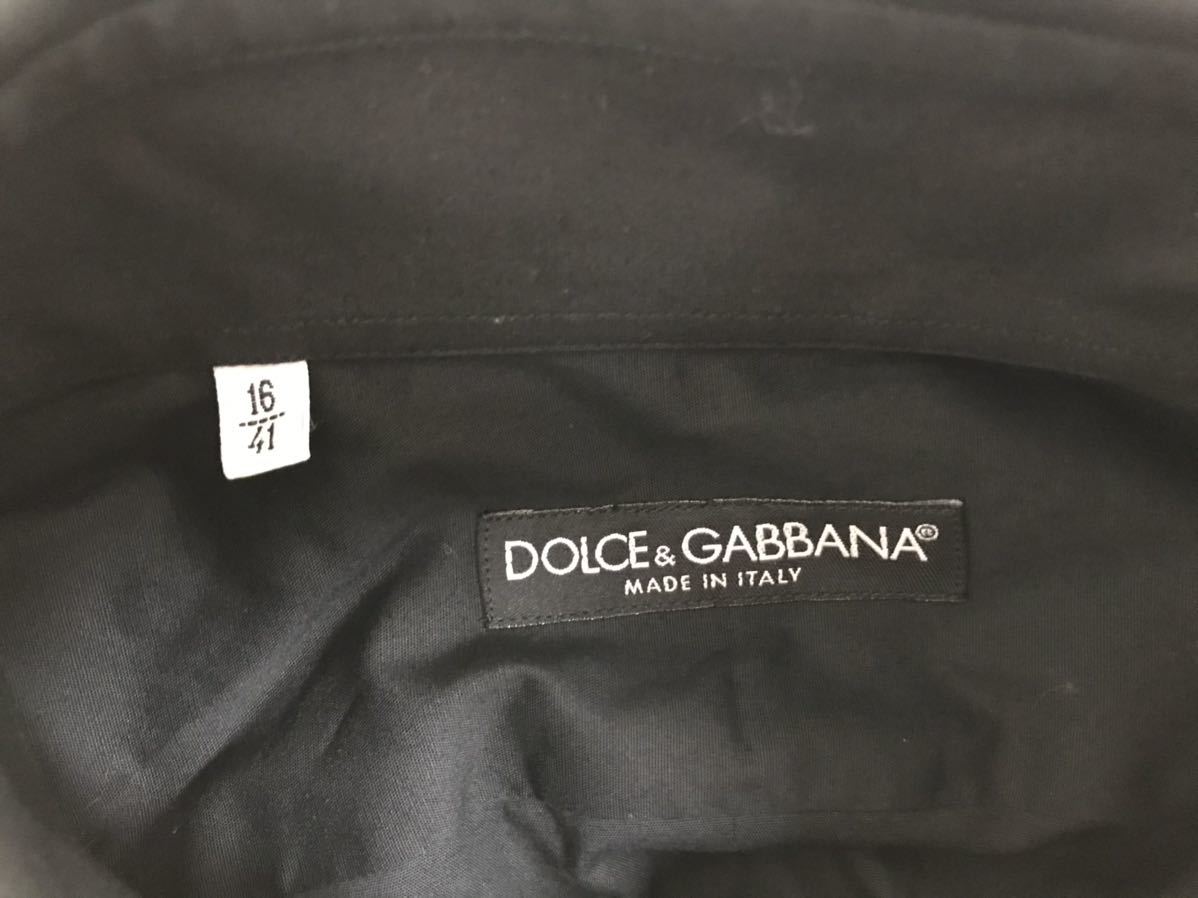 16
41
DOLCE & GABBANA®
MADE IN ITALY